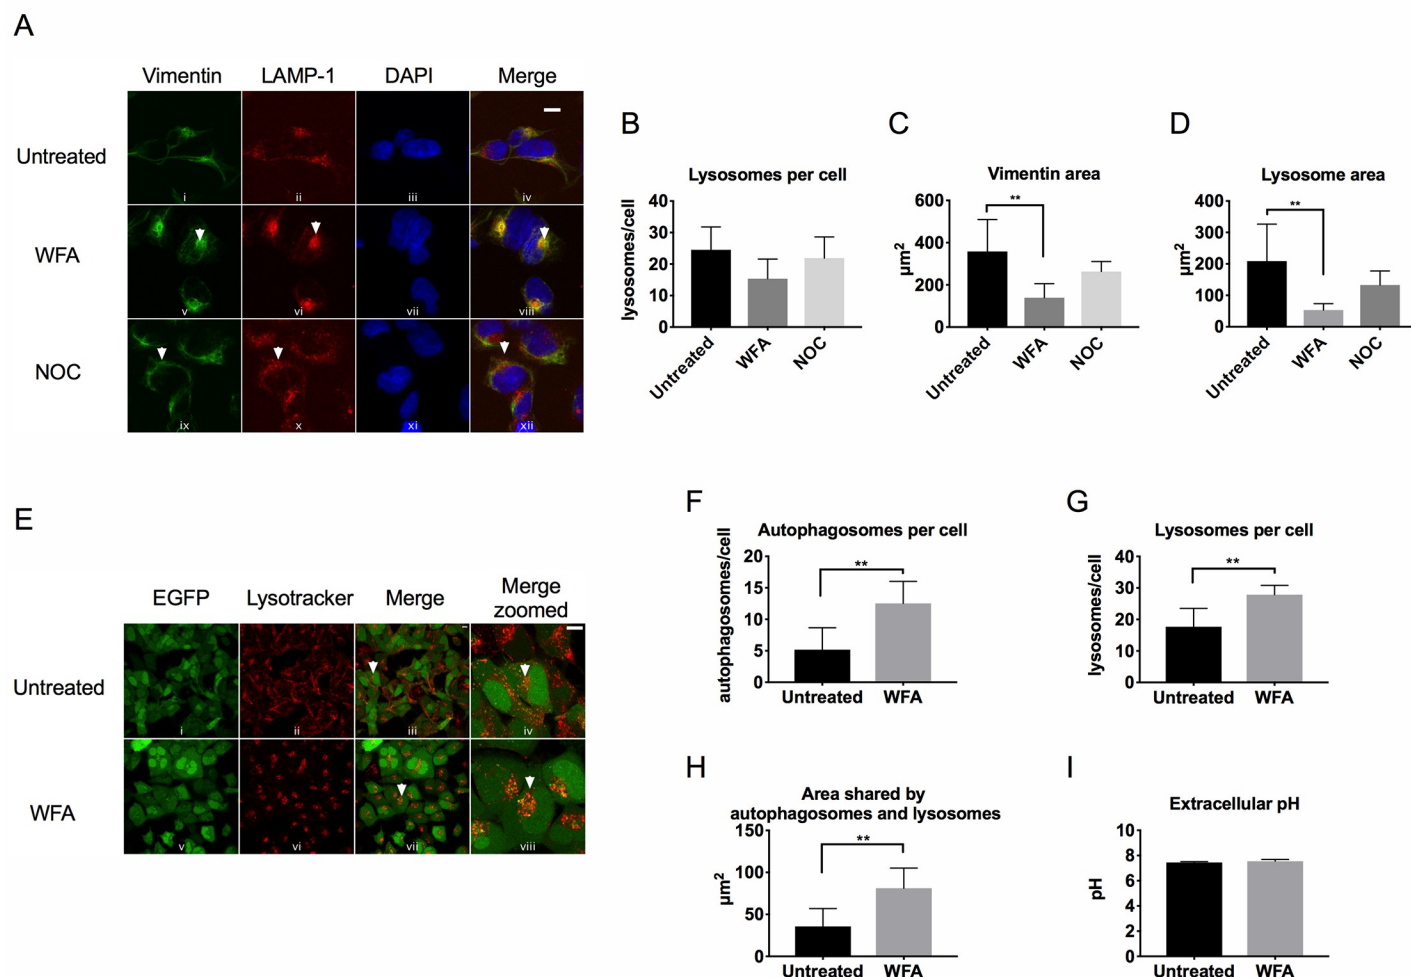 A
Vimentin LAMP-1 DAPI Merge
Untreated
i ii iii iv
WFA
v vi vii viii
NOC
ix x xi xii
B
Lysosomes per cell
lysosomes/cell
40
30
20
10
0
Untreated WFA NOC
C
Vimentin area
µm2
600
400
200
0
**
Untreated WFA NOC
D
Lysosome area
µm2
400
300
200
100
0
**
Untreated WFA NOC
E
EGFP Lysotracker Merge Merge
zoomed
Untreated
i ii iii iv
WFA
v vi vii viii
F
Autophagosomes per cell
autophagosomes/cell
20
15
10
5
0
**
Untreated WFA
G
Lysosomes per cell
lysosomes/cell
40
30
20
10
0
**
Untreated WFA
H
Area shared by
autophagosomes and lysosomes
µm2
150
100
50
0
**
Untreated WFA
I
Extracellular pH
pH
10
8
6
4
2
0
Untreated WFA